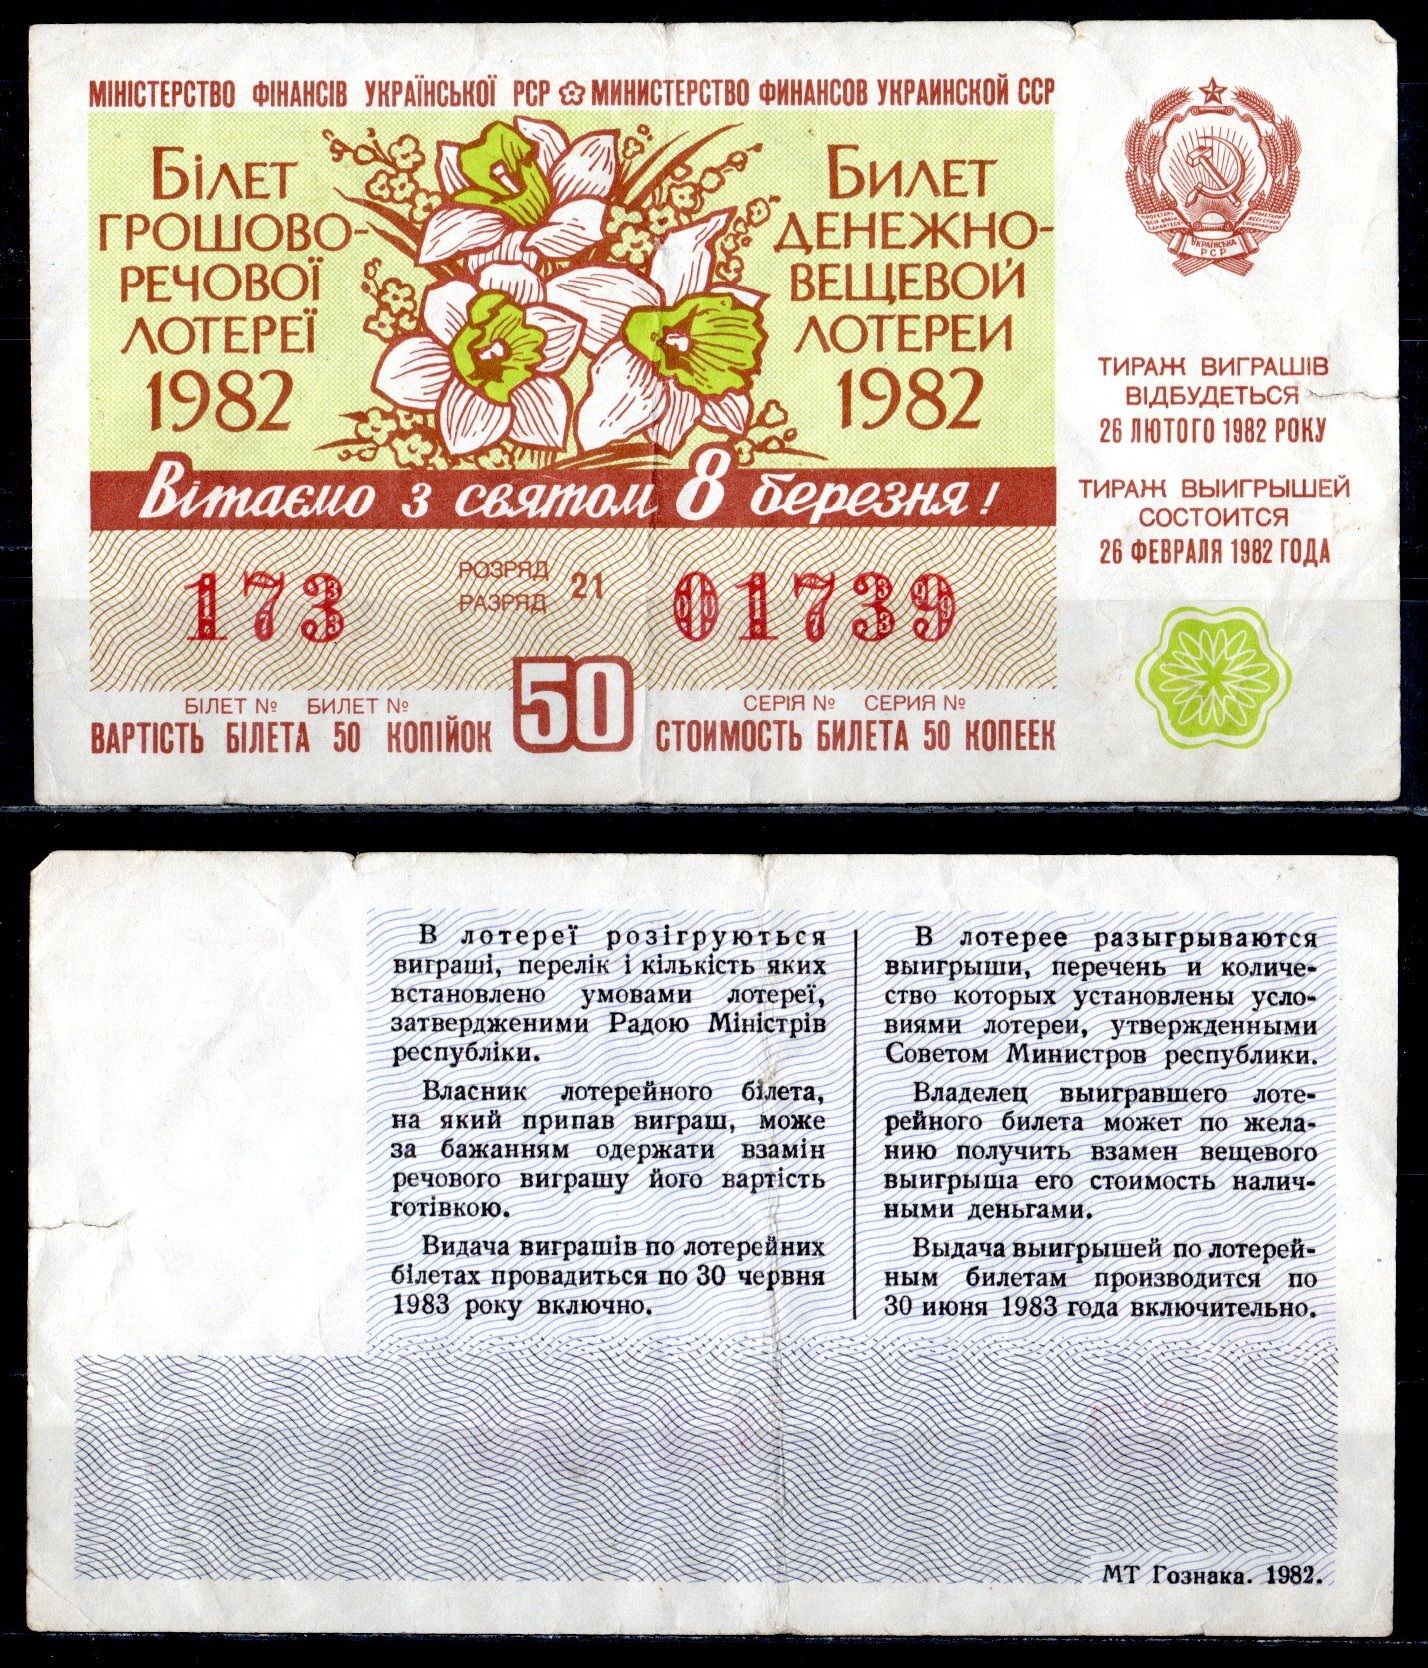 МІНІСТЕРСТВО ФІНАНСІВ УКРАЇНСЬКОЇ РСР МИНИСТЕРСТВО ФИНАНСОВ УКРАИНСКОЙ ССР
БІЛЕТ
ГРОШОВО-
РЕЧОВОЇ
ЛОТЕРЕЇ
1982
БИЛЕТ
ДЕНЕЖНО-
ВЕЩЕВОЙ
ЛОТЕРЕИ
1982
УКРАЇНСЬКА
РСР
ТИРАЖ ВИГРАШІВ
ВІДБУДЕТЬСЯ
26 ЛЮТОГО 1982 РОКУ
ТИРАЖ ВЫИГРЫШЕЙ
СОСТОИТСЯ
26 ФЕВРАЛЯ 1982 ГОДА
Вітаємо з святом 8 березня!
173
РОЗРЯД
РАЗРЯД
21
01739
БІЛЕТ № БИЛЕТ №
СЕРІЯ № СЕРИЯ №
ВАРТІСТЬ БІЛЕТА 50 КОПІЙОК
50
СТОИМОСТЬ БИЛЕТА 50 КОПЕЕК
В лотереї розігруються
виграші, перелік і кількість яких
встановлено умовами лотереї,
затвердженими Радою Міністрів
республіки.
Власник лотерейного білета,
на який припав виграш, може
за бажанням одержати взамін
речового виграшу його вартість
готівкою.
Видача виграшів по лотерейних
білетах провадиться по 30 червня
1983 року включно.
В лотерее разыгрываются
выигрыши, перечень и количе-
ство которых установлены усло-
виями лотереи, утвержденными
Советом Министров республики.
Владелец выигравшего лоте-
рейного билета может по жела-
нию получить взамен вещевого
выигрыша его стоимость налич-
ными деньгами.
Выдача выигрышей по лотерей-
ным билетам производится по
30 июня 1983 года включительно.
МТ Гознака. 1982.